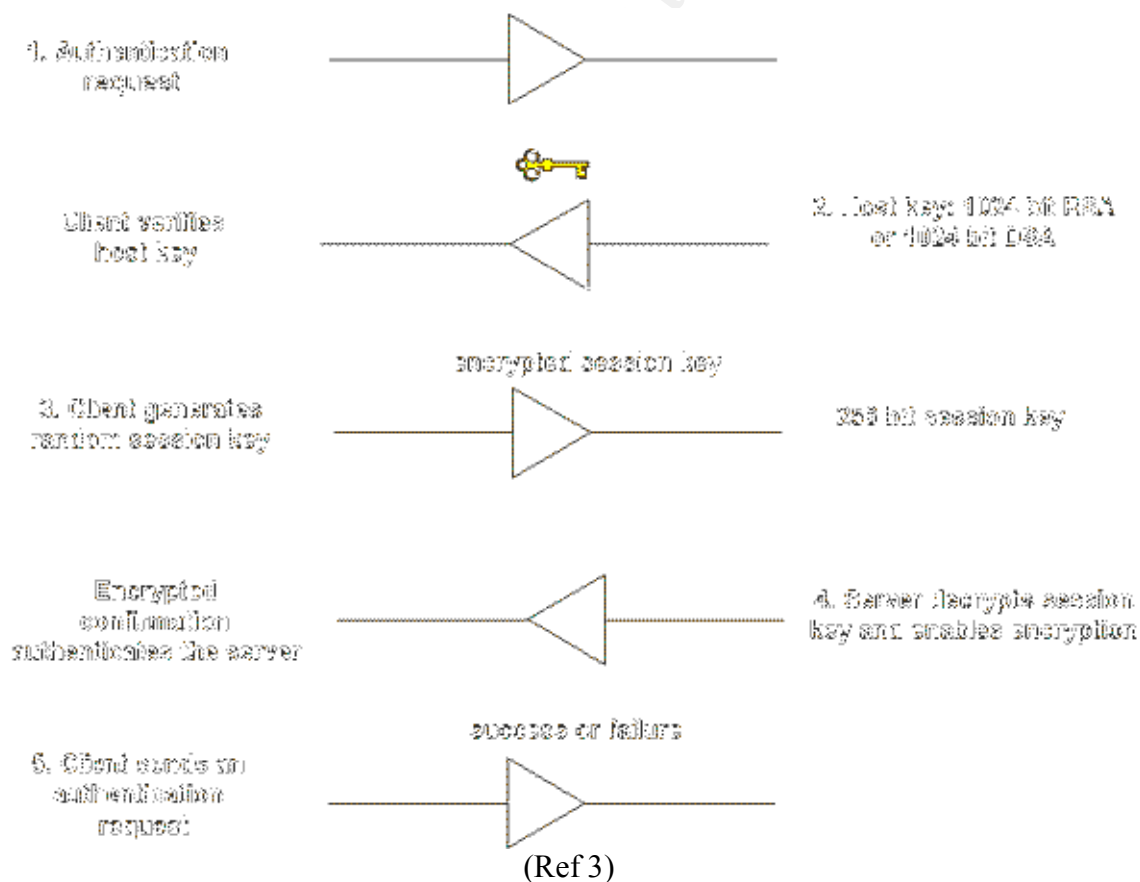 1. Authentication
request
Client verifies
host key
2. Host key: 1024 bit RSA
or 1024 bit DSA
encrypted session key
3. Client generates
random session key
256 bit session key
Encrypted
confirmation
authenticates the server
4. Server decrypts session
key and enables encryption
success or failure
5. Client sends an
authentication
request
(Ref 3)